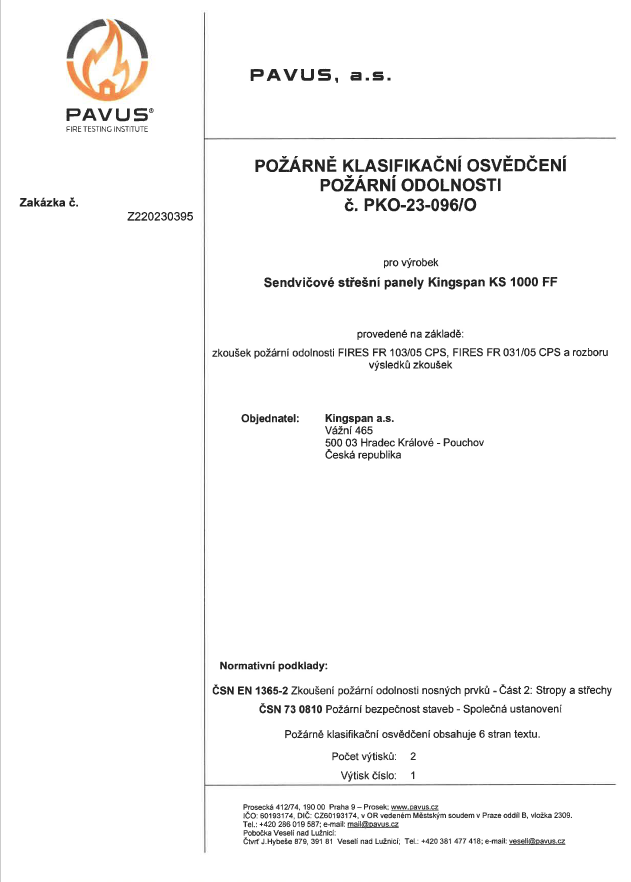 PAVUS®
FIRE TESTING INSTITUTE
PAVUS, a.s.
Zakázka č.
Z220230395
POŽÁRNĚ KLASIFIKAČNÍ OSVĚDČENÍ
POŽÁRNÍ ODOLNOSTI
č. PKO-23-096/O
pro výrobek
Sendvičové střešní panely Kingspan KS 1000 FF
provedené na základě:
zkoušek požární odolnosti FIRES FR 103/05 CPS, FIRES FR 031/05 CPS a rozboru
výsledků zkoušek
Objednatel: Kingspan a.s.
Vážní 465
500 03 Hradec Králové - Pouchov
Česká republika
Normativní podklady:
ČSN EN 1365-2 Zkoušení požární odolnosti nosných prvků - Část 2: Stropy a střechy
ČSN 73 0810 Požární bezpečnost staveb - Společná ustanovení
Požárně klasifikační osvědčení obsahuje 6 stran textu.
Počet výtisků: 2
Výtisk číslo: 1
Prosecká 412/74, 190 00 Praha 9 – Prosek; www.pavus.cz
IČO: 60193174, DIČ: CZ60193174, v OR vedeném Městským soudem v Praze oddíl B, vložka 2309.
Tel.: +420 286 019 587; e-mail: mail@pavus.cz
Pobočka Veselí nad Lužnicí:
Čtvrť J.Hybeše 879, 391 81 Veselí nad Lužnicí; Tel.: +420 381 477 418; e-mail: veseli@pavus.cz